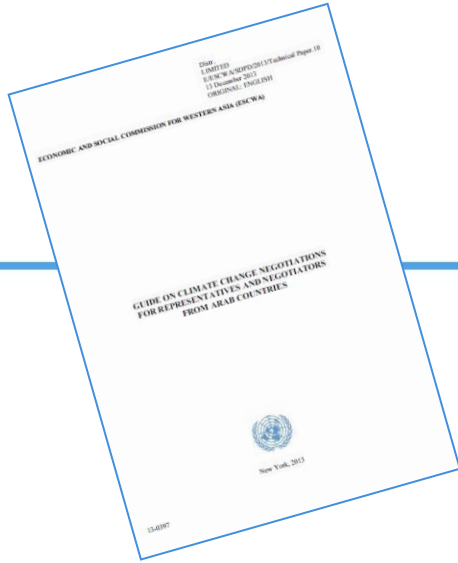 Distr.
LIMITED
E/ESCWA/SDPD/2013/Technical Paper.10
13 December 2013
ORIGINAL: ENGLISH
ECONOMIC AND SOCIAL COMMISSION FOR WESTERN ASIA (ESCWA)
GUIDE ON CLIMATE CHANGE NEGOTIATIONS
FOR REPRESENTATIVES AND NEGOTIATORS
FROM ARAB COUNTRIES
New York, 2013
13-0397